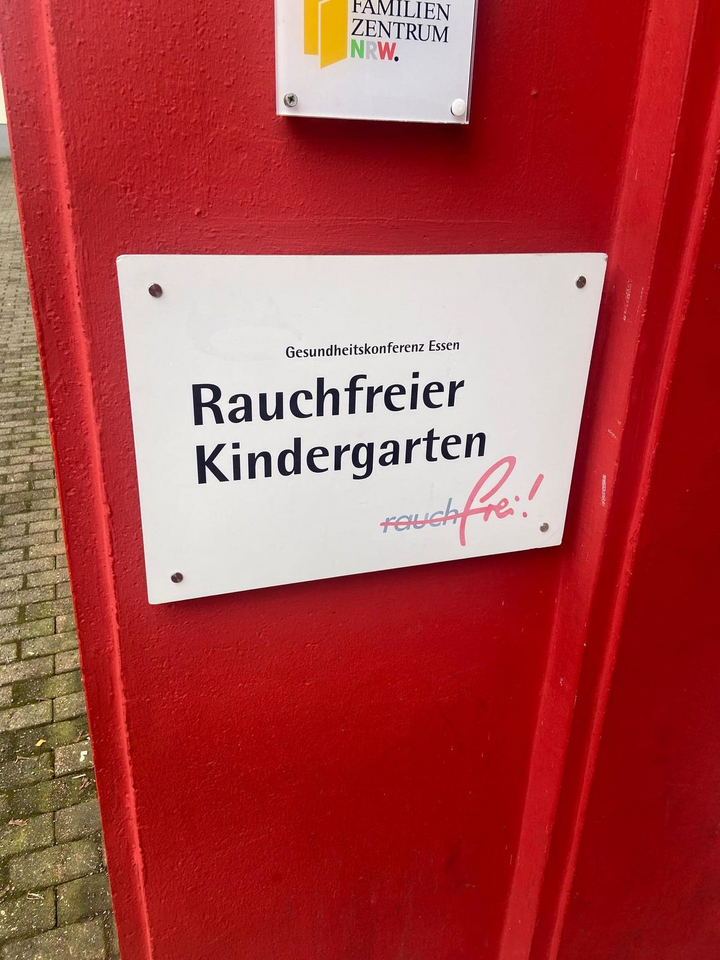 FAMILIEN
ZENTRUM
NRW.
Gesundheitskonferenz Essen
Rauchfreier
Kindergarten
rauchfrei!